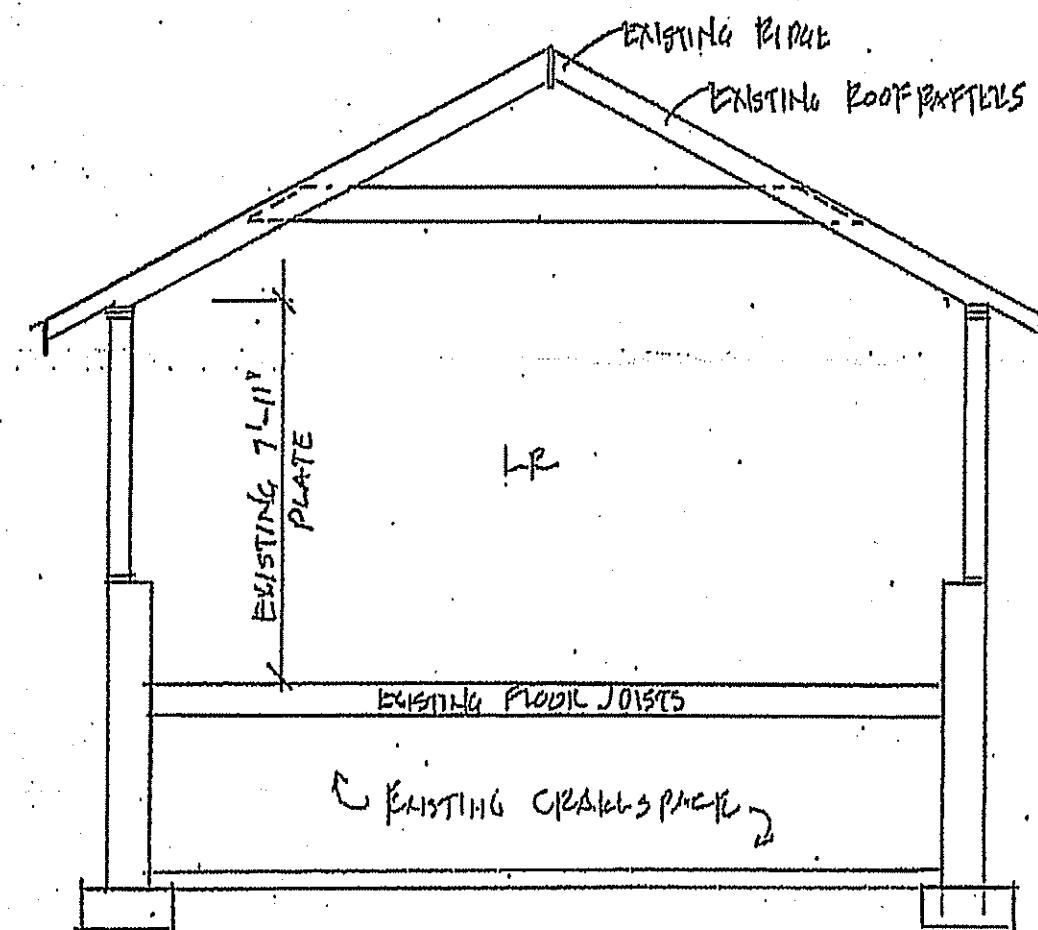 EXISTING RIDGE
EXISTING ROOF RAFTERS
EXISTING 7'-11"
PLATE
LR
EXISTING FLOOR JOISTS
EXISTING CRAWLSPACE